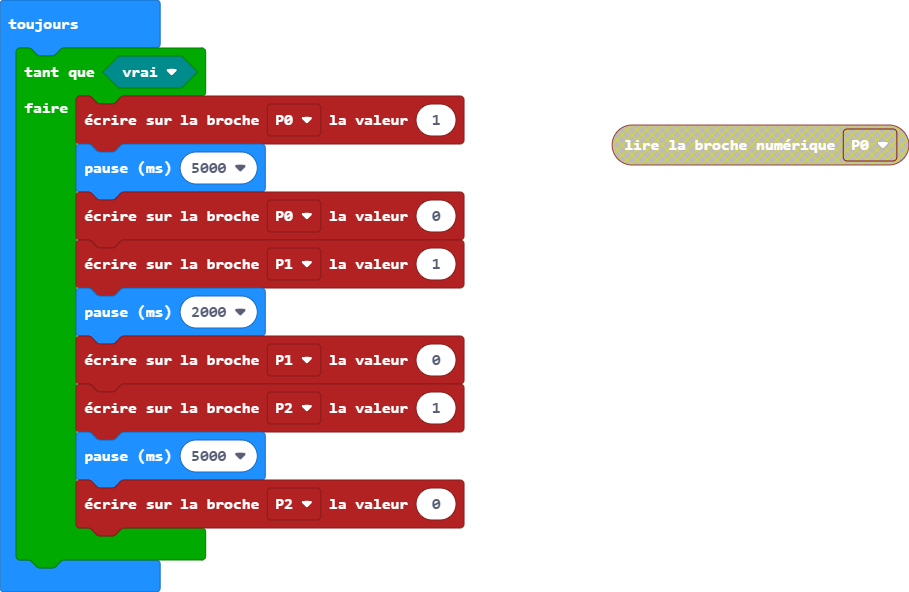 toujours
tant que vrai
faire
écrire sur la broche P0 la valeur 1
lire la broche numérique P0
pause (ms) 5000
écrire sur la broche P0 la valeur 0
écrire sur la broche P1 la valeur 1
pause (ms) 2000
écrire sur la broche P1 la valeur 0
écrire sur la broche P2 la valeur 1
pause (ms) 5000
écrire sur la broche P2 la valeur 0